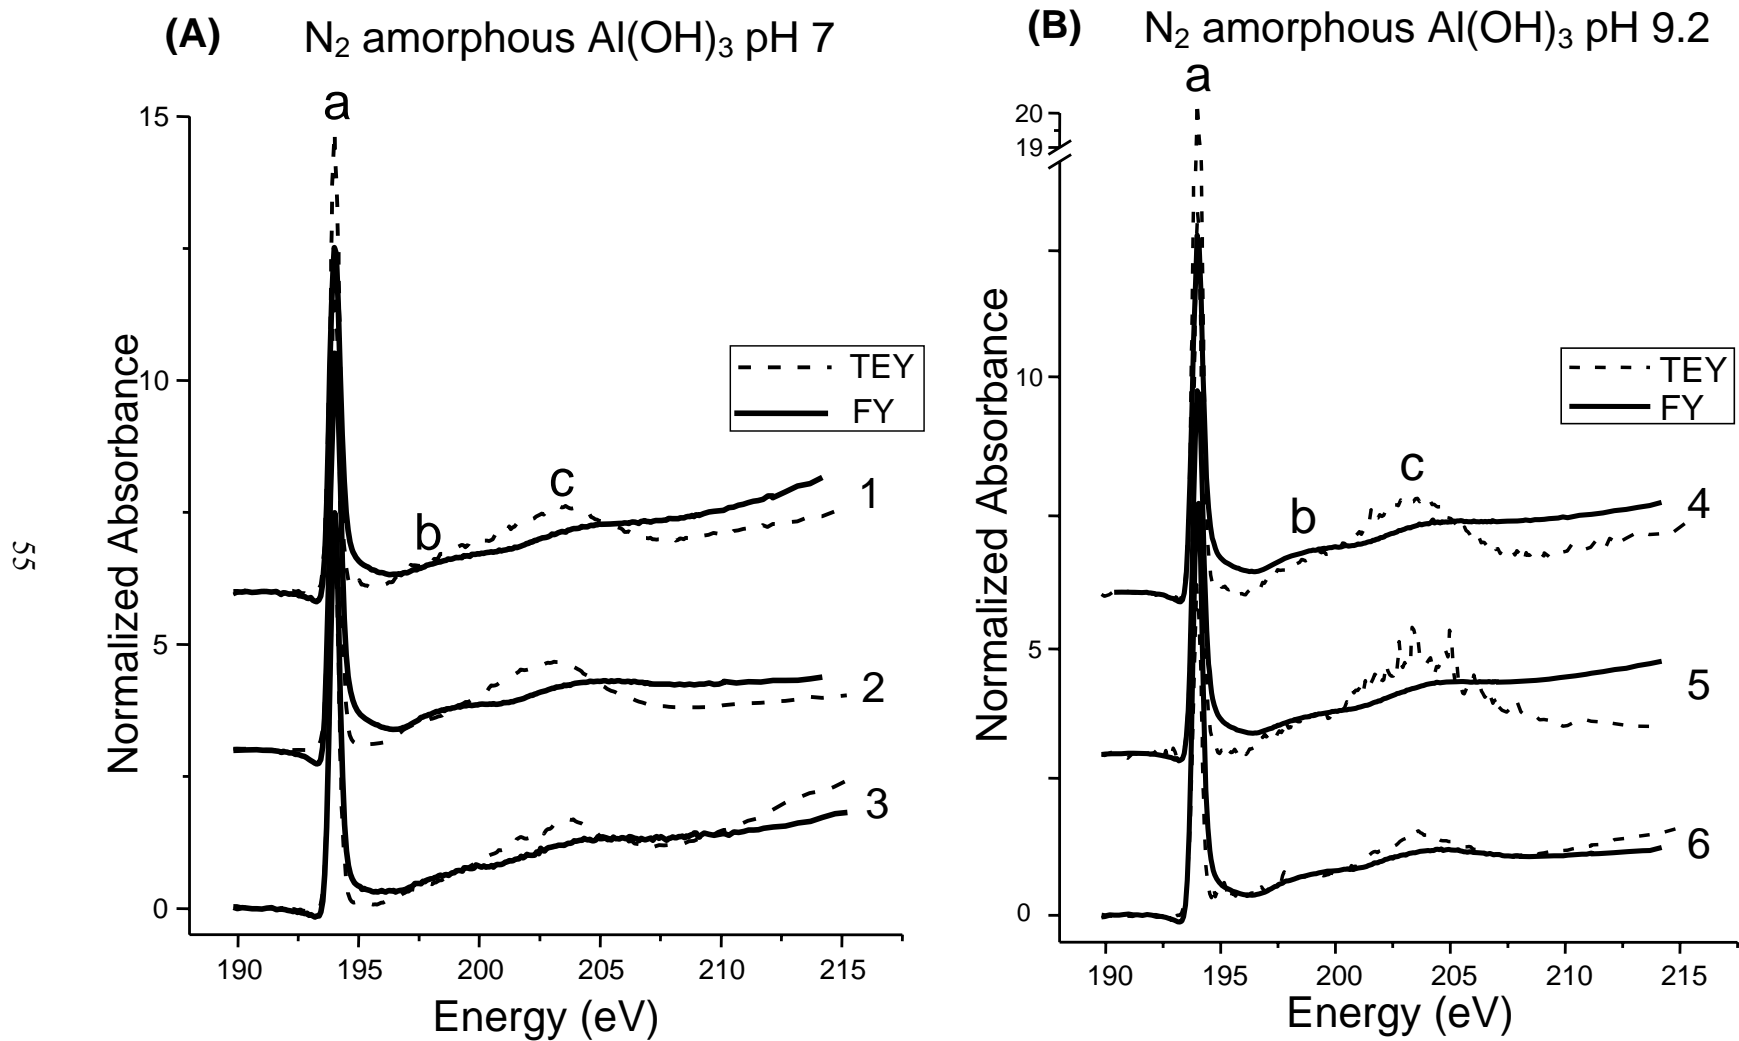 (A) N2 amorphous Al(OH)3 pH 7
a
15
10
5
0
Normalized Absorbance
TEY
FY
c
b
1
2
3
190 195 200 205 210 215
Energy (eV)
(B) N2 amorphous Al(OH)3 pH 9.2
a
20
19
10
5
0
Normalized Absorbance
TEY
FY
c
b
4
5
6
190 195 200 205 210 215
Energy (eV)
55